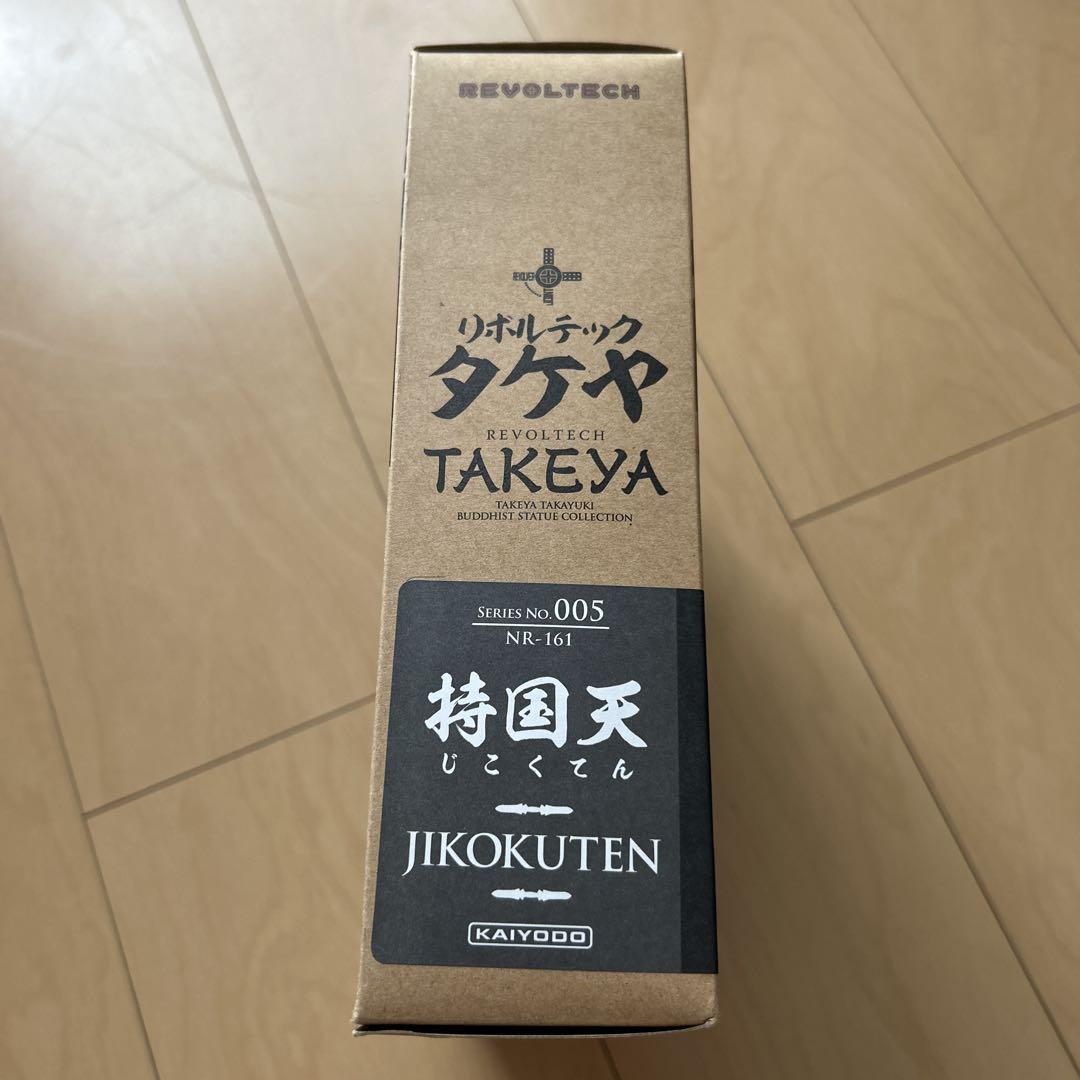 REVOLTECH
リボルテック
タケヤ
REVOLTECH
TAKEYA
TAKEYA TAKAYUKI
BUDDHIST STATUE COLLECTION
SERIES NO.005
NR-161
持国天
じこくてん
JIKOKUTEN
KAIYODO